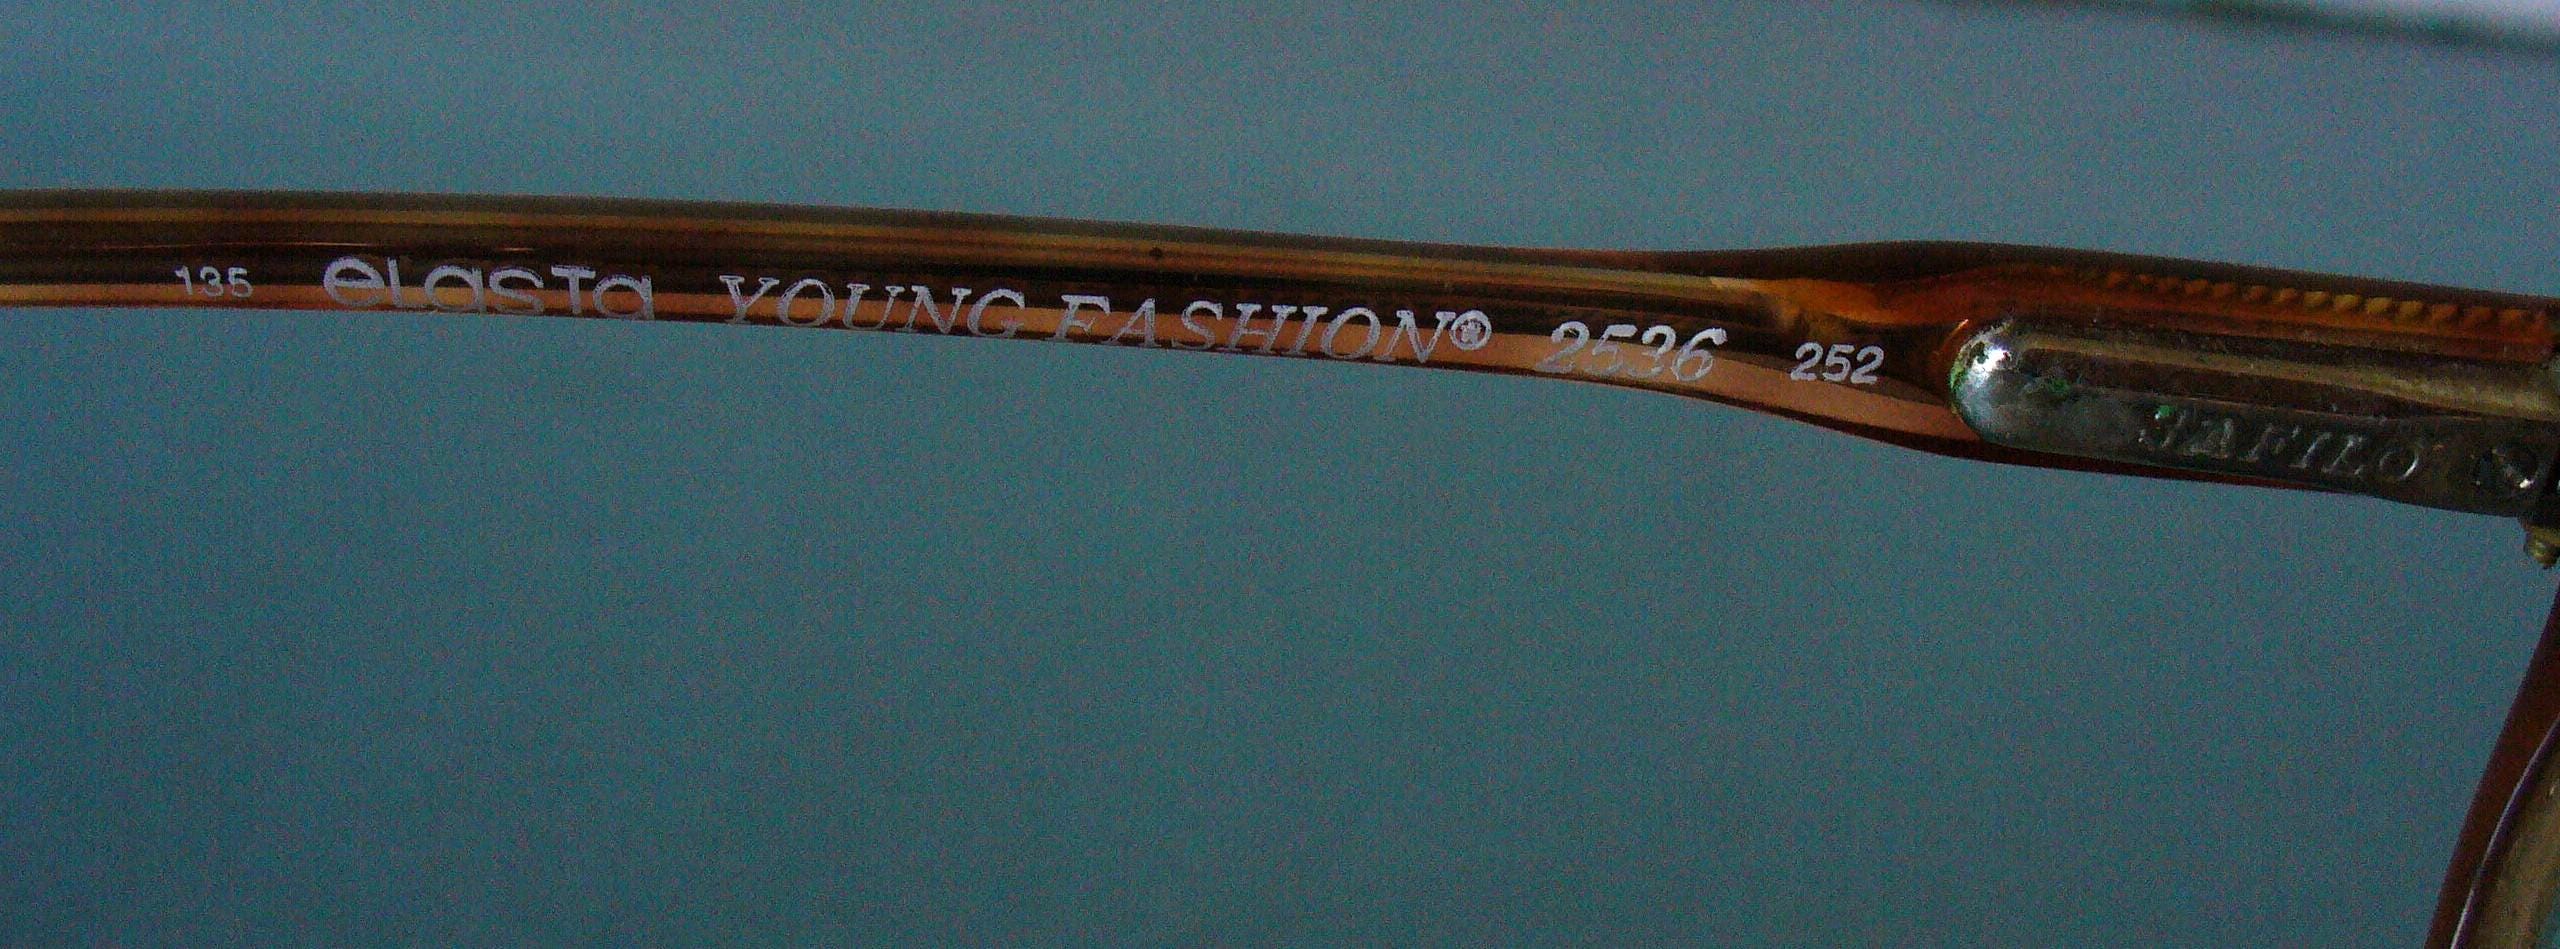 135 elasta YOUNG FASHION® 2536 252
SAFILO